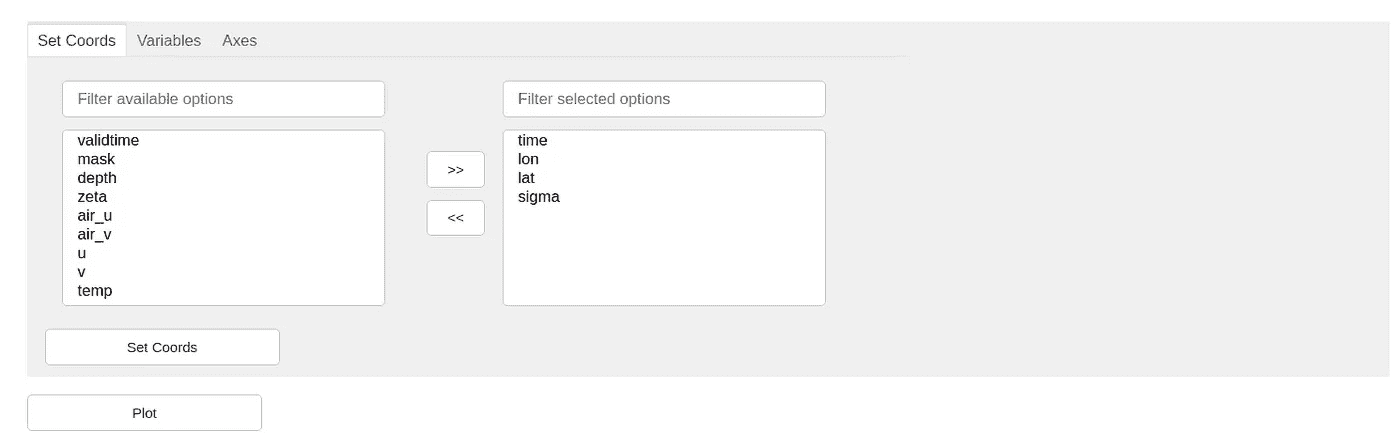 Set Coords Variables Axes
Filter available options
validtime
mask
depth
zeta
air_u
air_v
u
v
temp
>>
<<
Filter selected options
time
lon
lat
sigma
Set Coords
Plot